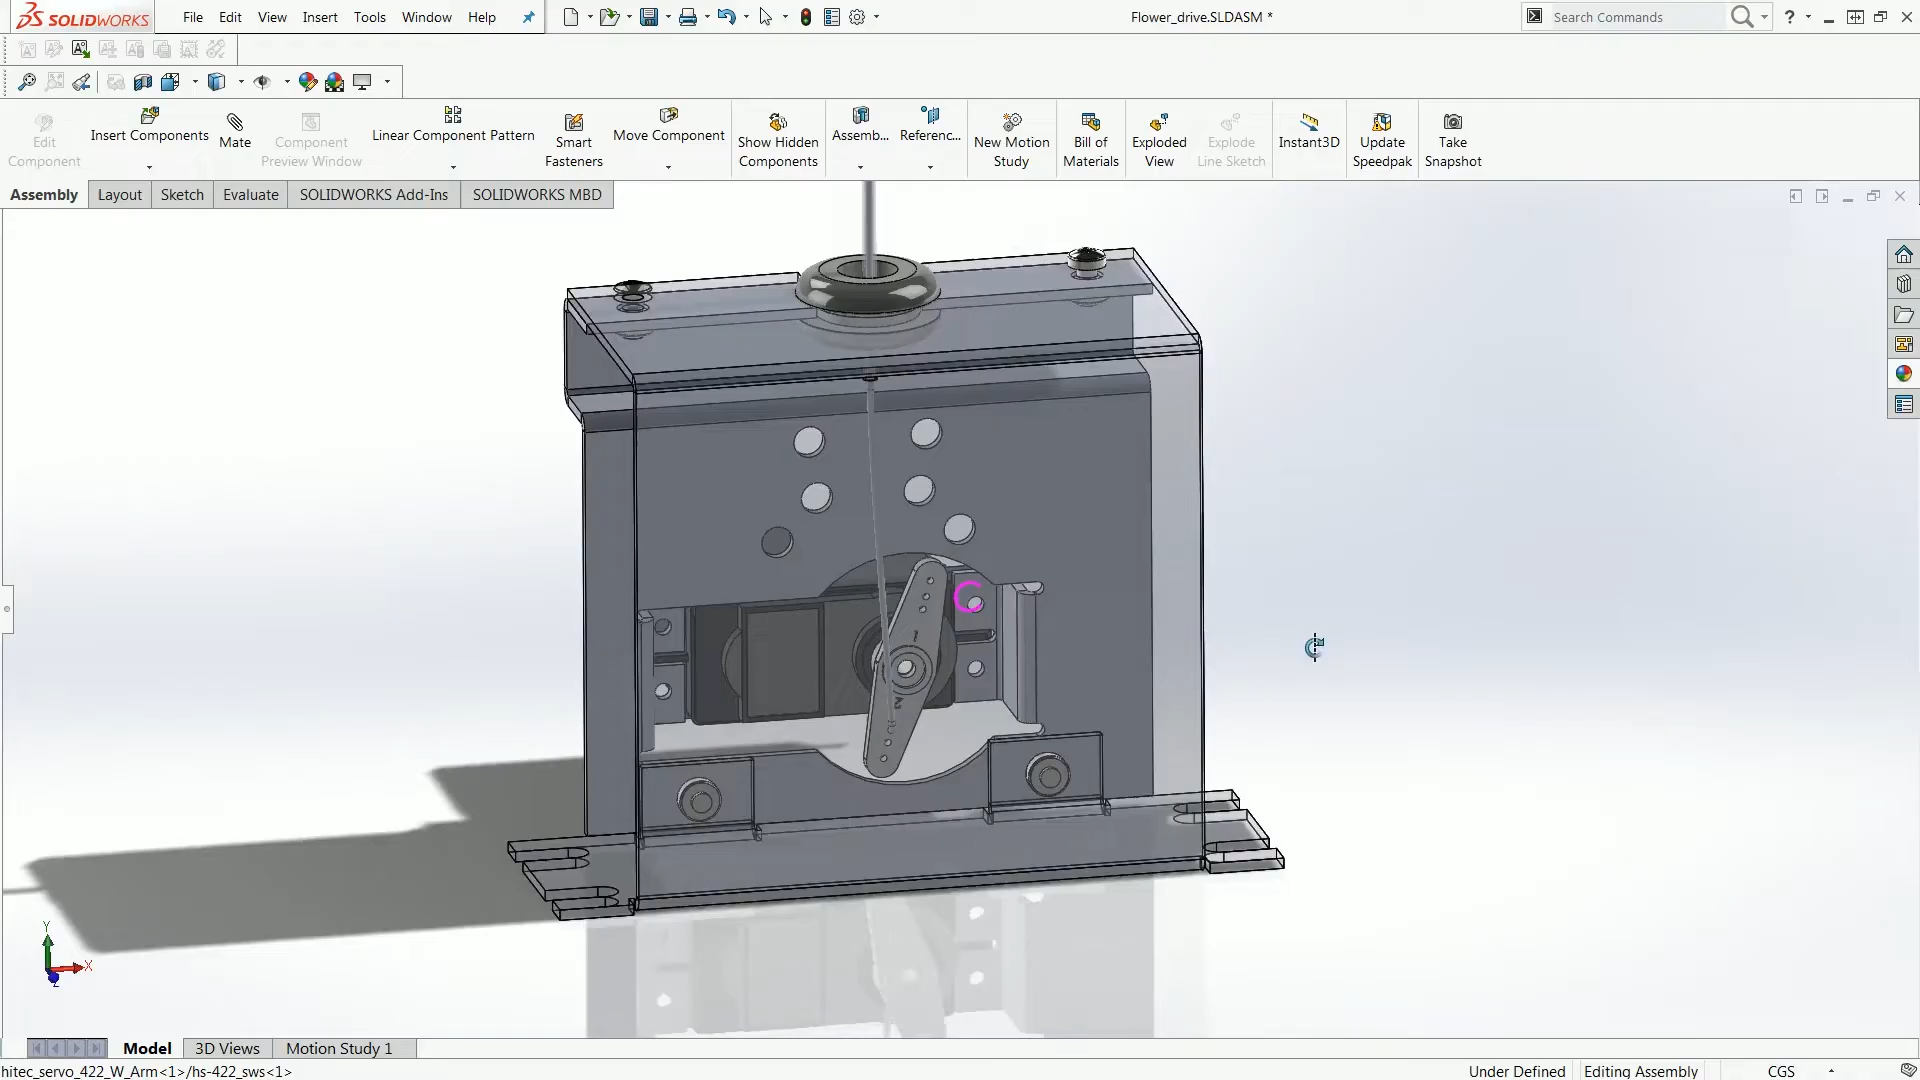 SOLIDWORKS File Edit View Insert Tools Window Help Flower_drive.SLDASM * Search Commands ?
Edit Component Insert Components Mate Component Preview Window Linear Component Pattern Smart Fasteners Move Component Show Hidden Components Assemb... Referenc... New Motion Study Bill of Materials Exploded View Explode Line Sketch Instant3D Update Speedpak Take Snapshot
Assembly Layout Sketch Evaluate SOLIDWORKS Add-Ins SOLIDWORKS MBD
Y
X
Z
Model 3D Views Motion Study 1
hitec_servo_422_W_Arm<1>/hs-422_sws<1> Under Defined Editing Assembly CGS